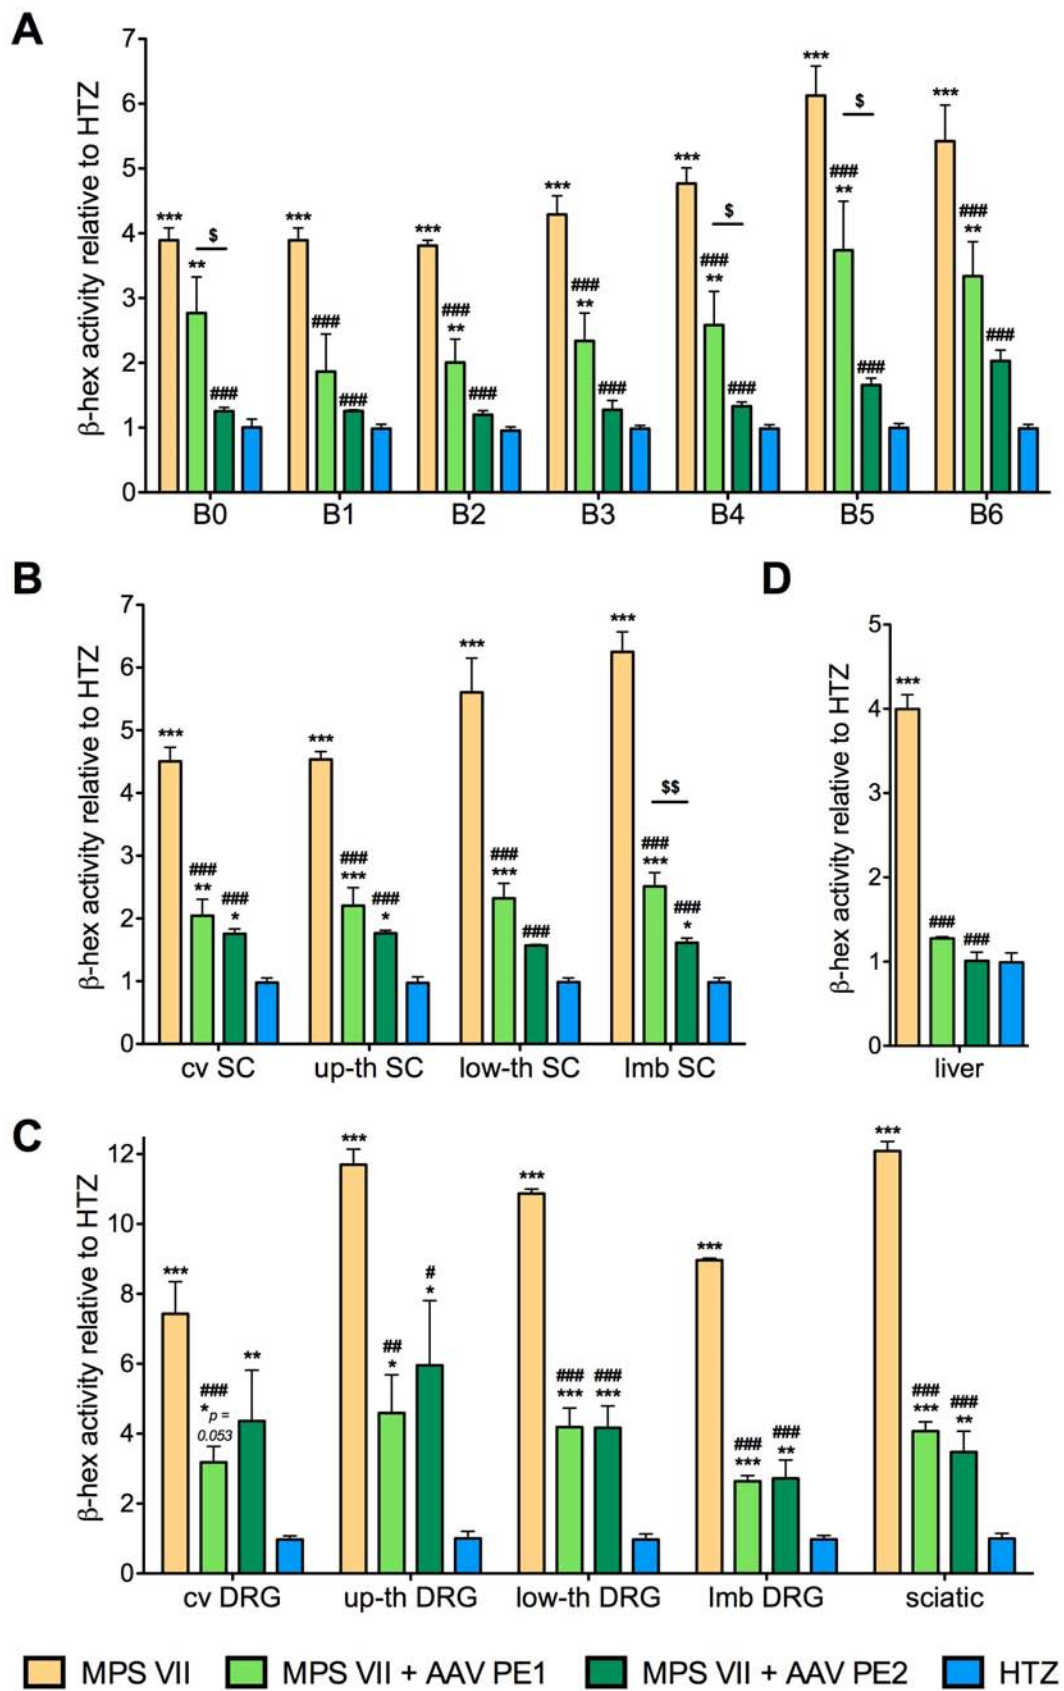 A
β-hex activity relative to HTZ
7
6
5
4
3
2
1
0
*** ** $ ###
*** ### ###
*** ### ** ###
*** ### ** ###
*** ### ** $ ###
*** ### ** $ ###
*** ### ** ###
B0 B1 B2 B3 B4 B5 B6
B
β-hex activity relative to HTZ
7
6
5
4
3
2
1
0
*** ### ** ### *
*** ### *** ### *
*** ### *** ###
*** ### *** $$ ### *
cv SC up-th SC low-th SC lmb SC
D
β-hex activity relative to HTZ
5
4
3
2
1
0
*** ### ###
liver
C
β-hex activity relative to HTZ
12
10
8
6
4
2
0
*** ### * p = 0.053 **
*** ## * # *
*** ### *** ### ***
*** ### *** ### **
*** ### *** ### **
cv DRG up-th DRG low-th DRG lmb DRG sciatic
MPS VII MPS VII + AAV PE1 MPS VII + AAV PE2 HTZ